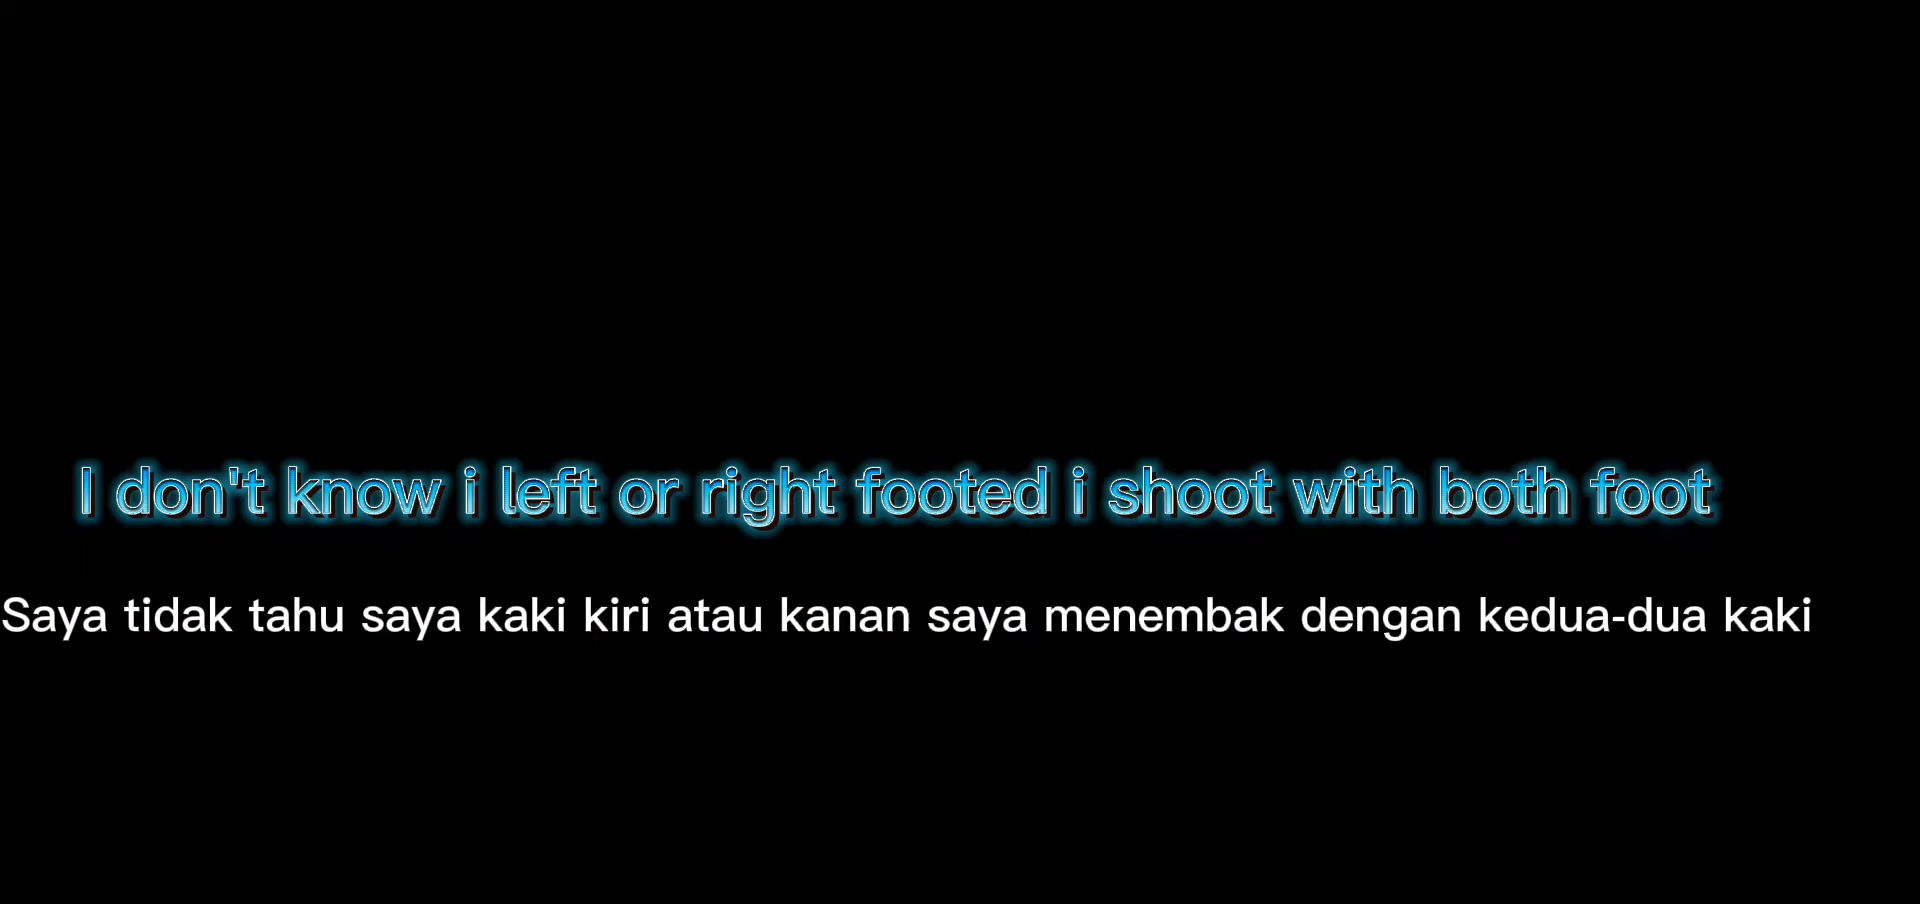 I don't know i left or right footed i shoot with both foot
Saya tidak tahu saya kaki kiri atau kanan saya menembak dengan kedua-dua kaki